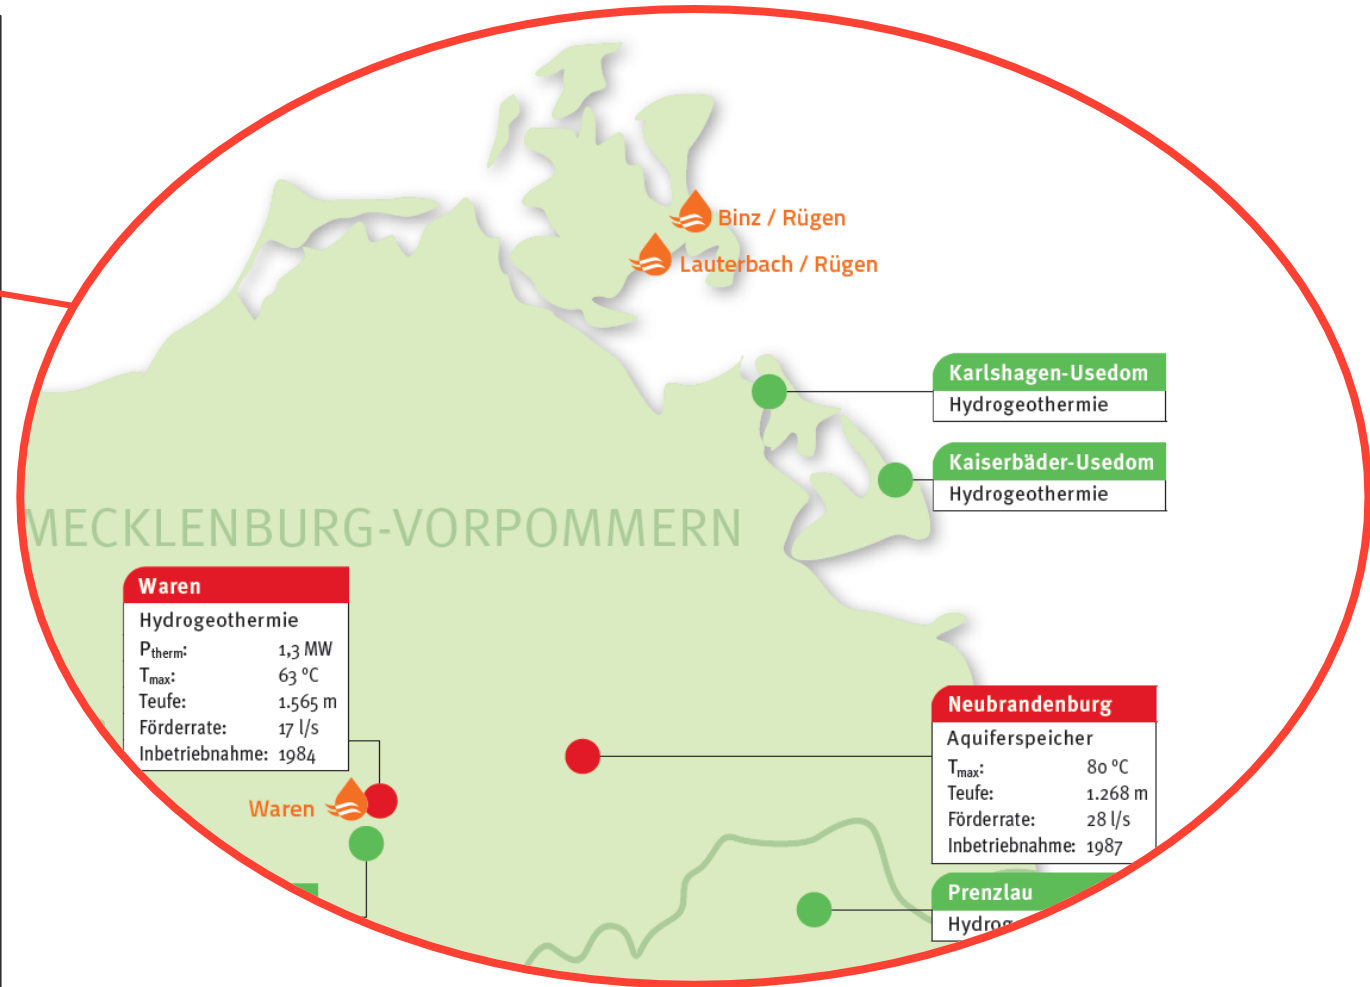 Binz / Rügen
Lauterbach / Rügen
Karlshagen-Usedom
Hydrogeothermie
Kaiserbäder-Usedom
Hydrogeothermie
MECKLENBURG-VORPOMMERN
Waren
Hydrogeothermie
Ptherm: 1,3 MW
Tmax: 63 °C
Teufe: 1.565 m
Förderrate: 17 l/s
Inbetriebnahme: 1984
Waren
Neubrandenburg
Aquiferspeicher
Tmax: 80 °C
Teufe: 1.268 m
Förderrate: 28 l/s
Inbetriebnahme: 1987
Prenzlau